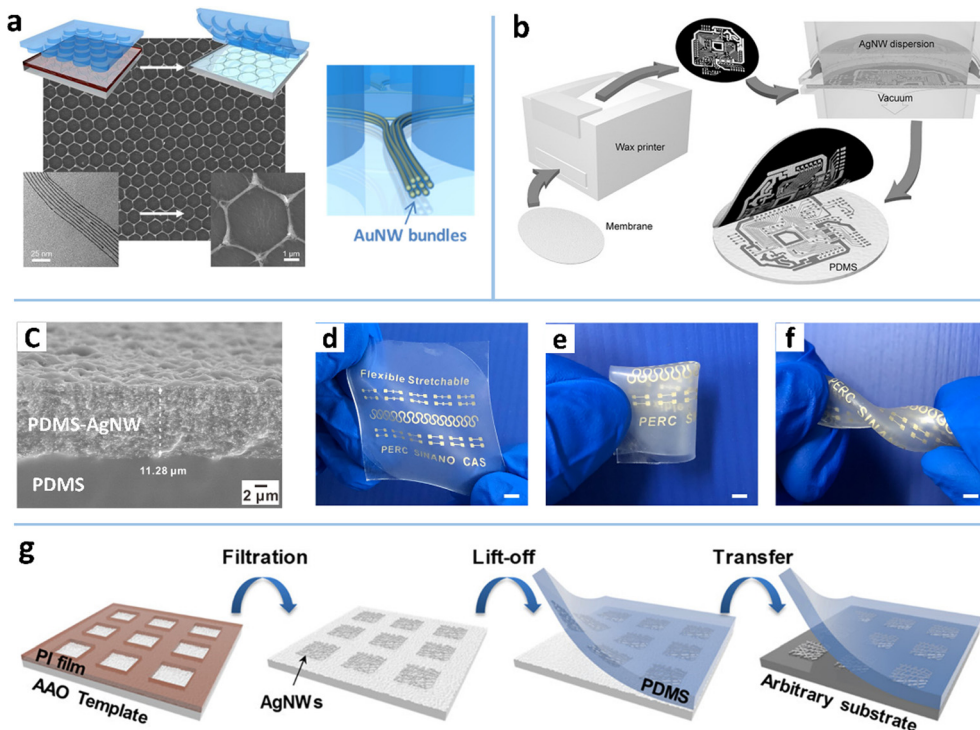 a
25 nm
1 µm
AuNW bundles
b
Wax printer
Membrane
AgNW dispersion
Vacuum
PDMS
C
PDMS-AgNW
11.28 µm
PDMS
2 µm
d
Flexible Stretchable
PERC SINANO CAS
e
PERC S
f
PERC SINA
g
Filtration
Lift-off
Transfer
PI film
AAO Template
AgNWs
PDMS
Arbitrary substrate